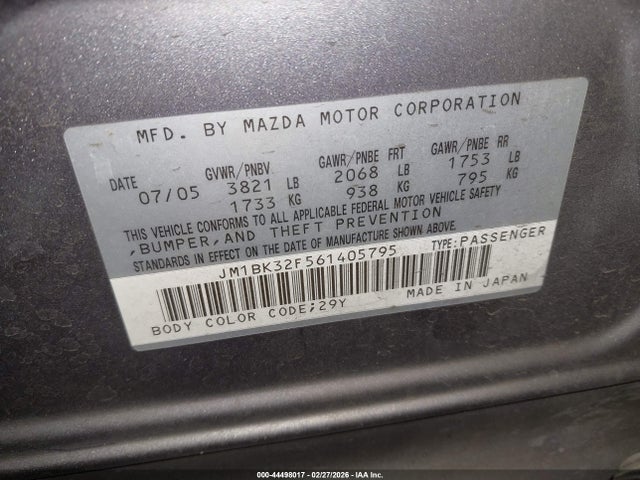 MFD. BY MAZDA MOTOR CORPORATION
DATE GVWR/PNBV GAWR/PNBE FRT GAWR/PNBE RR
07/05 3821 LB 2068 LB 1753 LB
1733 KG 938 KG 795 KG
THIS VEHICLE CONFORMS TO ALL APPLICABLE FEDERAL MOTOR VEHICLE SAFETY
,BUMPER,AND THEFT PREVENTION
STANDARDS IN EFFECT ON THE DATE OF MANUFACTURE SHOWN ABOVE.
JM1BK32F561405795 TYPE:PASSENGER
BODY COLOR CODE;29Y MADE IN JAPAN
000-44498017 - 02/27/2026 - IAA Inc.